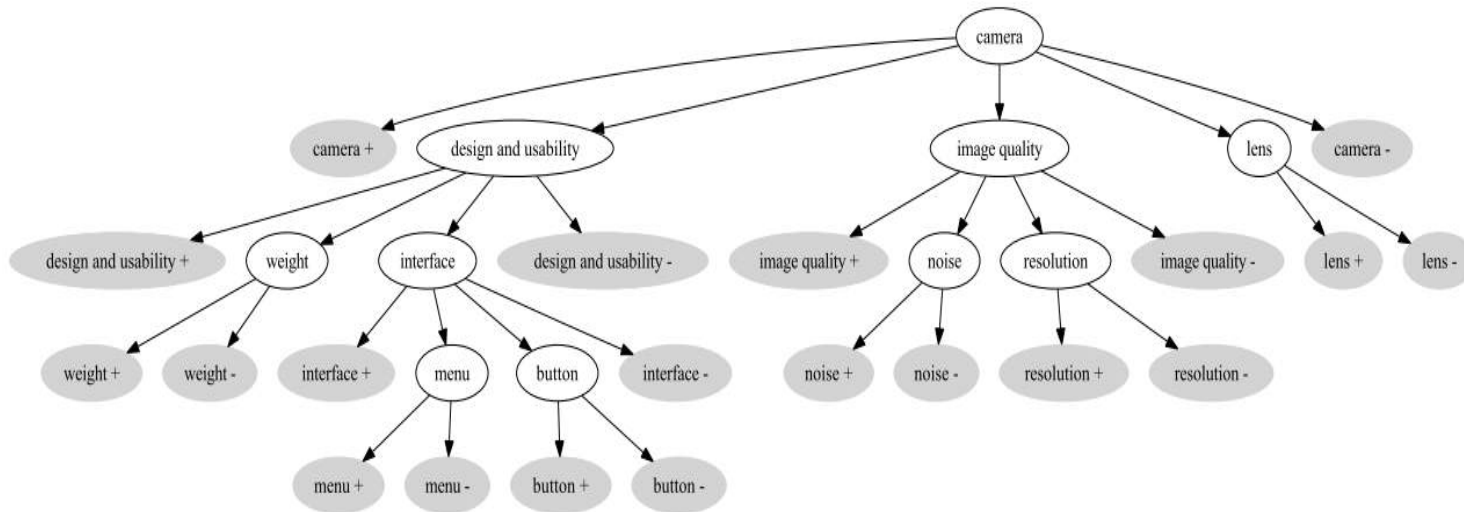 camera
camera +
design and usability
image quality
lens
camera -
design and usability +
weight
interface
design and usability -
image quality +
noise
resolution
image quality -
lens +
lens -
weight +
weight -
interface +
menu
button
interface -
noise +
noise -
resolution +
resolution -
menu +
menu -
button +
button -